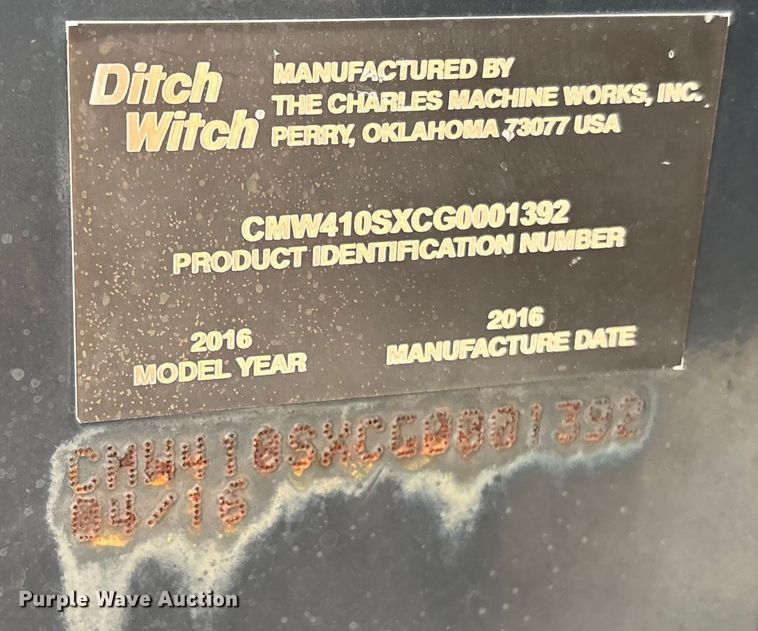 Ditch Witch®
MANUFACTURED BY
THE CHARLES MACHINE WORKS, INC.
PERRY, OKLAHOMA 73077 USA
CMW410SXCG0001392
PRODUCT IDENTIFICATION NUMBER
2016
MODEL YEAR
2016
MANUFACTURE DATE
CMW410SXCG0001392
04/16
Purple Wave Auction